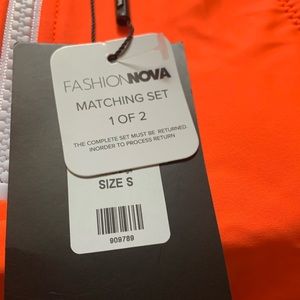 FASHIONNOVA
MATCHING SET
1 OF 2
THE COMPLETE SET MUST BE RETURNED
INORDER TO PROCESS RETURN
SIZE S
909789